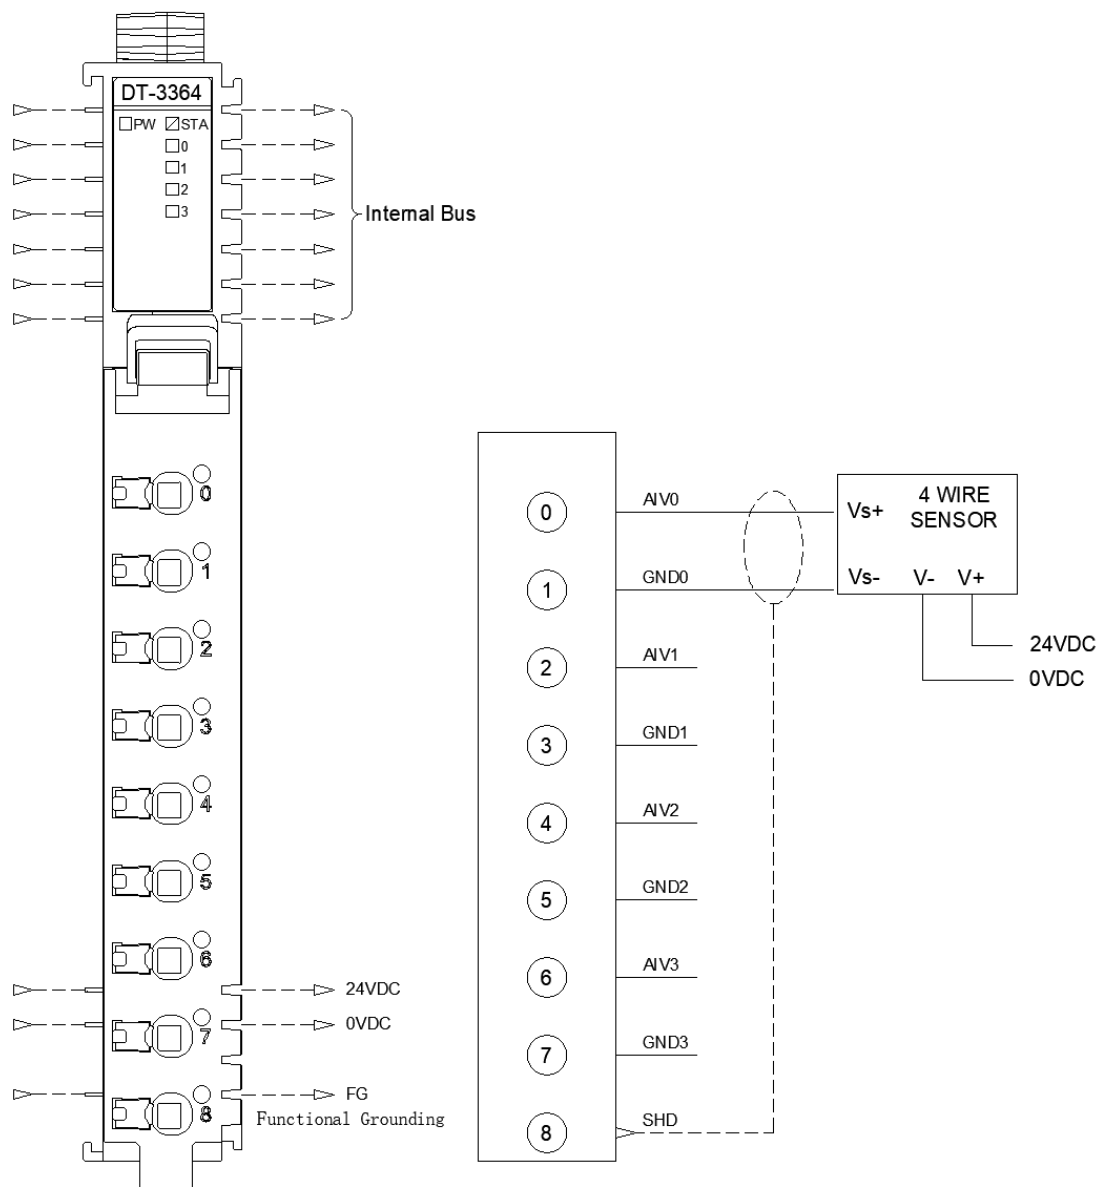 DT-3364
PW STA
0
1
2
3
Internal Bus
0
1
2
3
4
5
6
7
8
24VDC
0VDC
FG
Functional Grounding
0
AIV0
1
GND0
2
AIV1
3
GND1
4
AIV2
5
GND2
6
AIV3
7
GND3
8
SHD
4 WIRE
SENSOR
Vs+
Vs- V- V+
24VDC
0VDC